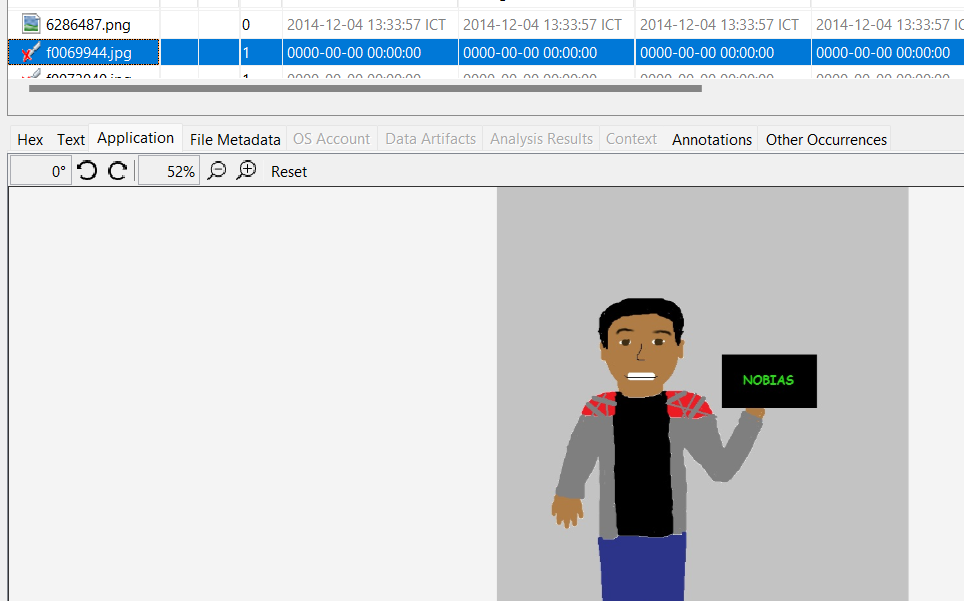 6286487.png 0 2014-12-04 13:33:57 ICT 2014-12-04 13:33:57 ICT 2014-12-04 13:33:57 ICT 2014-12-04 13:33:57 IC
f0069944.jpg 1 0000-00-00 00:00:00 0000-00-00 00:00:00 0000-00-00 00:00:00 0000-00-00 00:00:00
Hex Text Application File Metadata OS Account Data Artifacts Analysis Results Context Annotations Other Occurrences
0° 52% Reset
NOBIAS